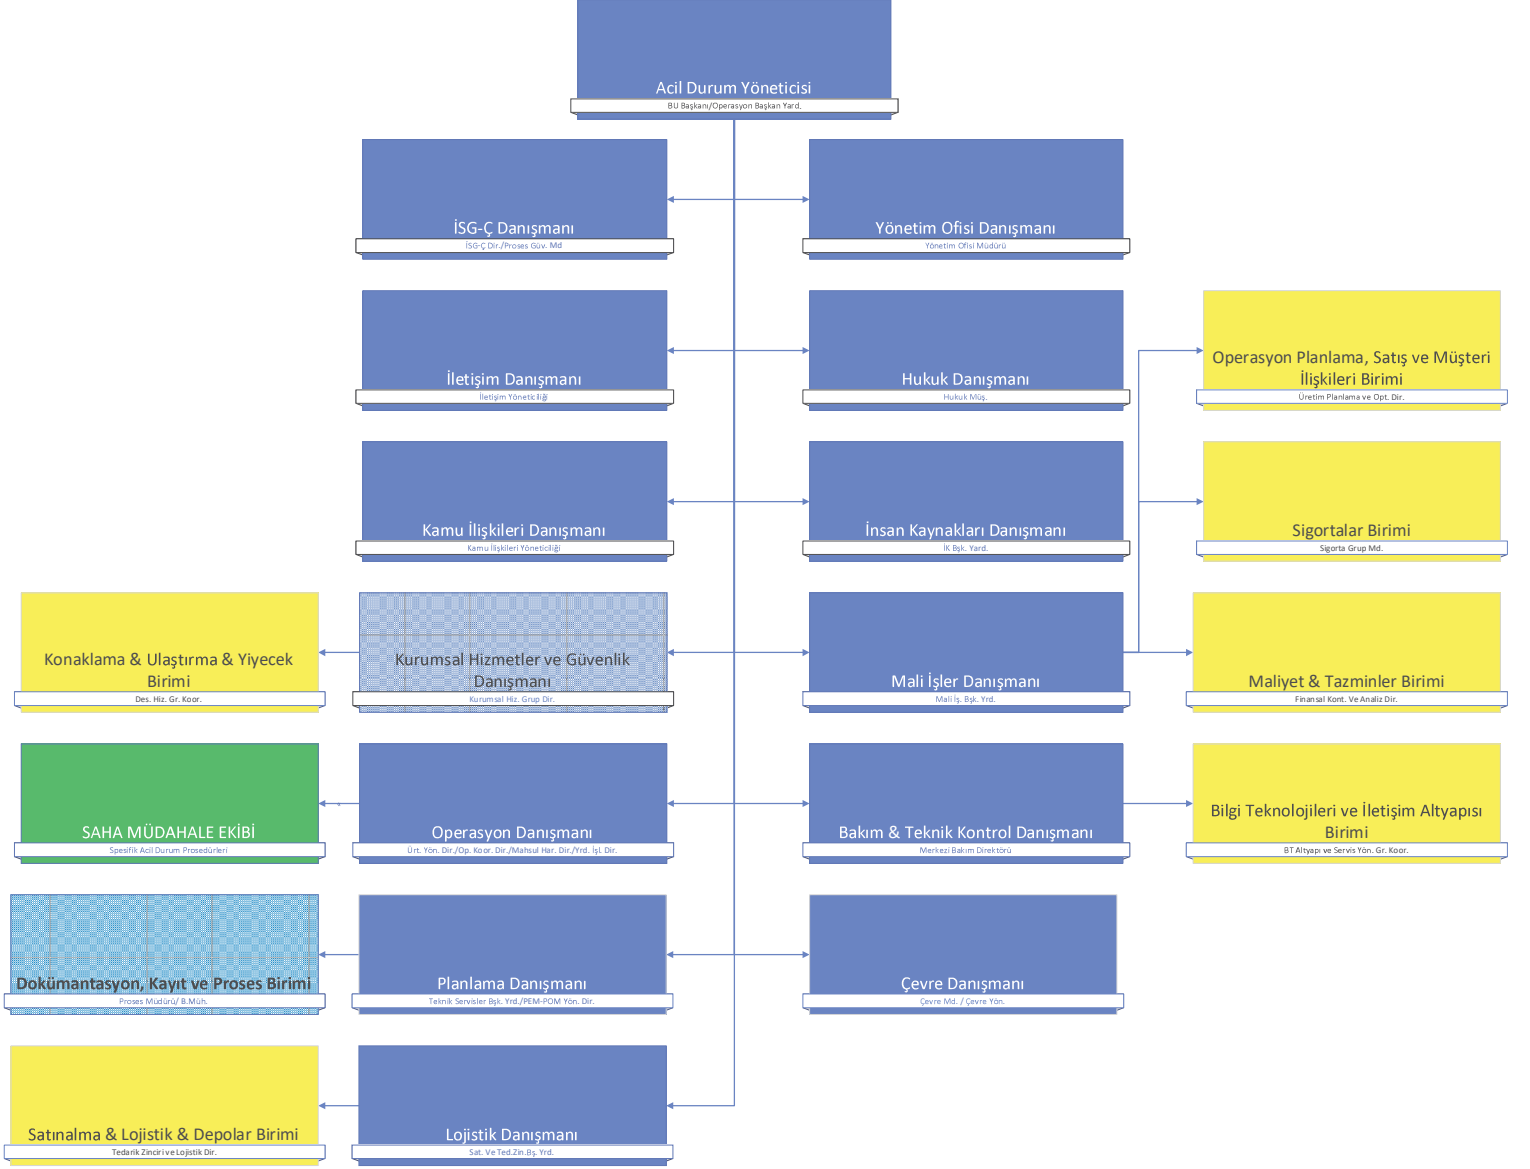 Acil Durum Yöneticisi
BU Başkanı/Operasyon Başkan Yard.
İSG-Ç Danışmanı
İSG-Ç Dir./Proses Güv. Md
Yönetim Ofisi Danışmanı
Yönetim Ofisi Müdürü
İletişim Danışmanı
İletişim Yöneticiliği
Hukuk Danışmanı
Hukuk Müş.
Operasyon Planlama, Satış ve Müşteri
İlişkileri Birimi
Üretim Planlama ve Opt. Dir.
Kamu İlişkileri Danışmanı
Kamu İlişkileri Yöneticiliği
İnsan Kaynakları Danışmanı
İK Bşk. Yard.
Sigortalar Birimi
Sigorta Grup Md.
Konaklama & Ulaştırma & Yiyecek
Birimi
Des. Hiz. Gr. Koor.
Kurumsal Hizmetler ve Güvenlik
Danışmanı
Kurumsal Hiz. Grup Dir.
Mali İşler Danışmanı
Mali İş. Bşk. Yrd.
Maliyet & Tazminler Birimi
Finansal Kont. Ve Analiz Dir.
SAHA MÜDAHALE EKİBİ
Spesifik Acil Durum Prosedürleri
Operasyon Danışmanı
Ürt. Yön. Dir./Op. Koor. Dir./Mahsul Har. Dir./Yrd. İşl. Dir.
Bakım & Teknik Kontrol Danışmanı
Merkezi Bakım Direktörü
Bilgi Teknolojileri ve İletişim Altyapısı
Birimi
BT Altyapı ve Servis Yön. Gr. Koor.
Dokümantasyon, Kayıt ve Proses Birimi
Proses Müdürü/ B.Müh.
Planlama Danışmanı
Teknik Servisler Bşk. Yrd./PEM-POM Yön. Dir.
Çevre Danışmanı
Çevre Md. / Çevre Yön.
Satınalma & Lojistik & Depolar Birimi
Tedarik Zinciri ve Lojistik Dir.
Lojistik Danışmanı
Sat. Ve Ted.Zin.Bş. Yrd.